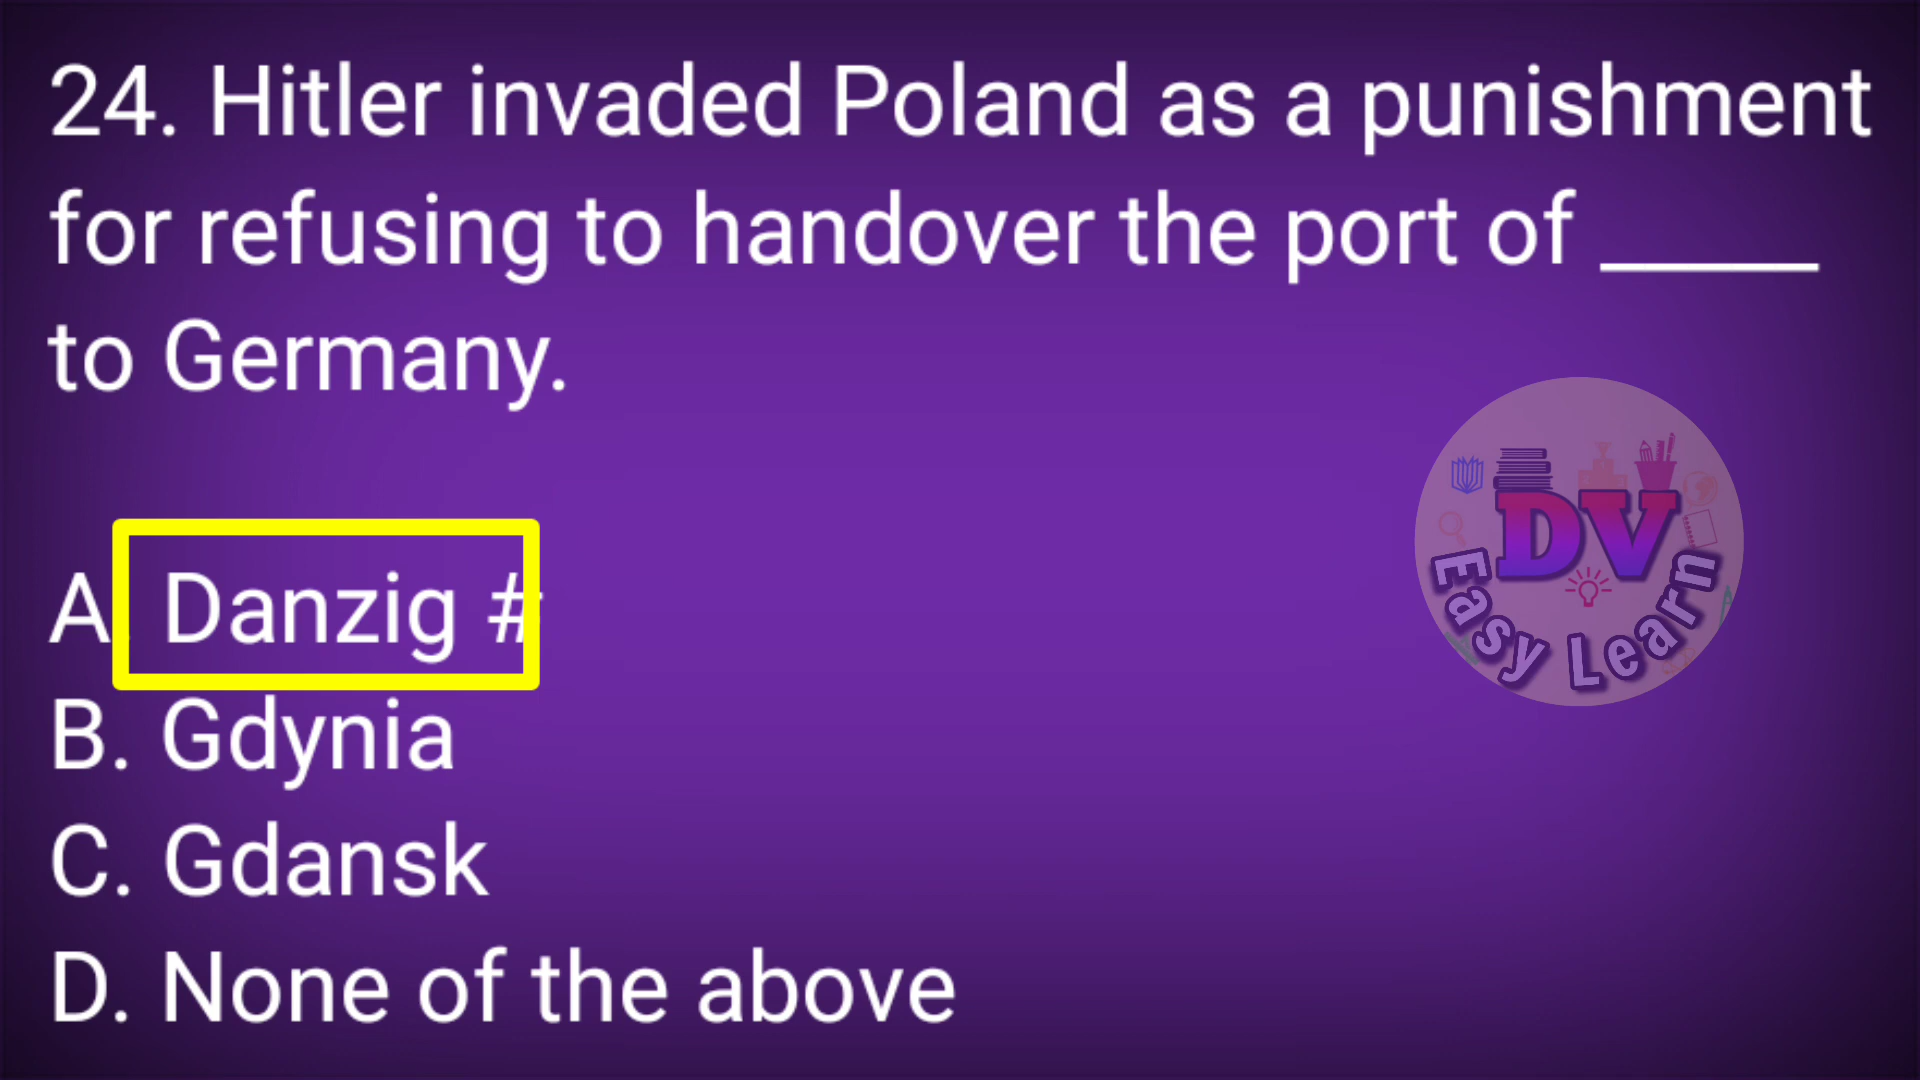 24. Hitler invaded Poland as a punishment
for refusing to handover the port of _____
to Germany.
A. Danzig #
B. Gdynia
C. Gdansk
D. None of the above
DV
Easy Learn